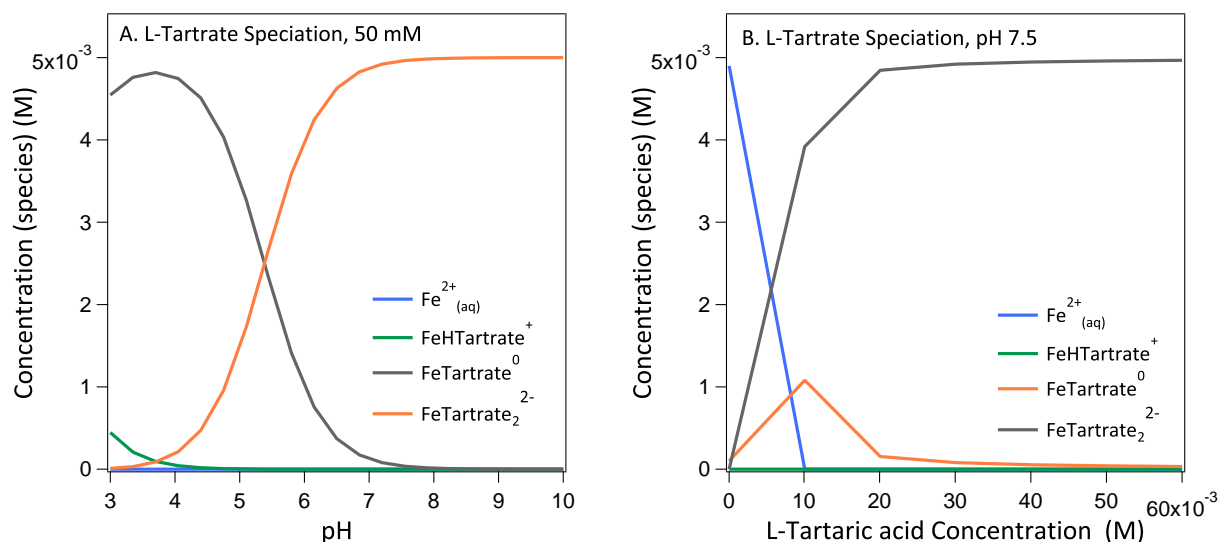 A. L-Tartrate Speciation, 50 mM
Concentration (species) (M)
5x10⁻³
4
3
2
1
0
Fe²⁺(aq)
FeHTartrate⁺
FeTartrate⁰
FeTartrate₂²⁻
3 4 5 6 7 8 9 10
pH
B. L-Tartrate Speciation, pH 7.5
Concentration (species) (M)
5x10⁻³
4
3
2
1
0
Fe²⁺(aq)
FeHTartrate⁺
FeTartrate⁰
FeTartrate₂²⁻
0 10 20 30 40 50 60x10⁻³
L-Tartaric acid Concentration (M)